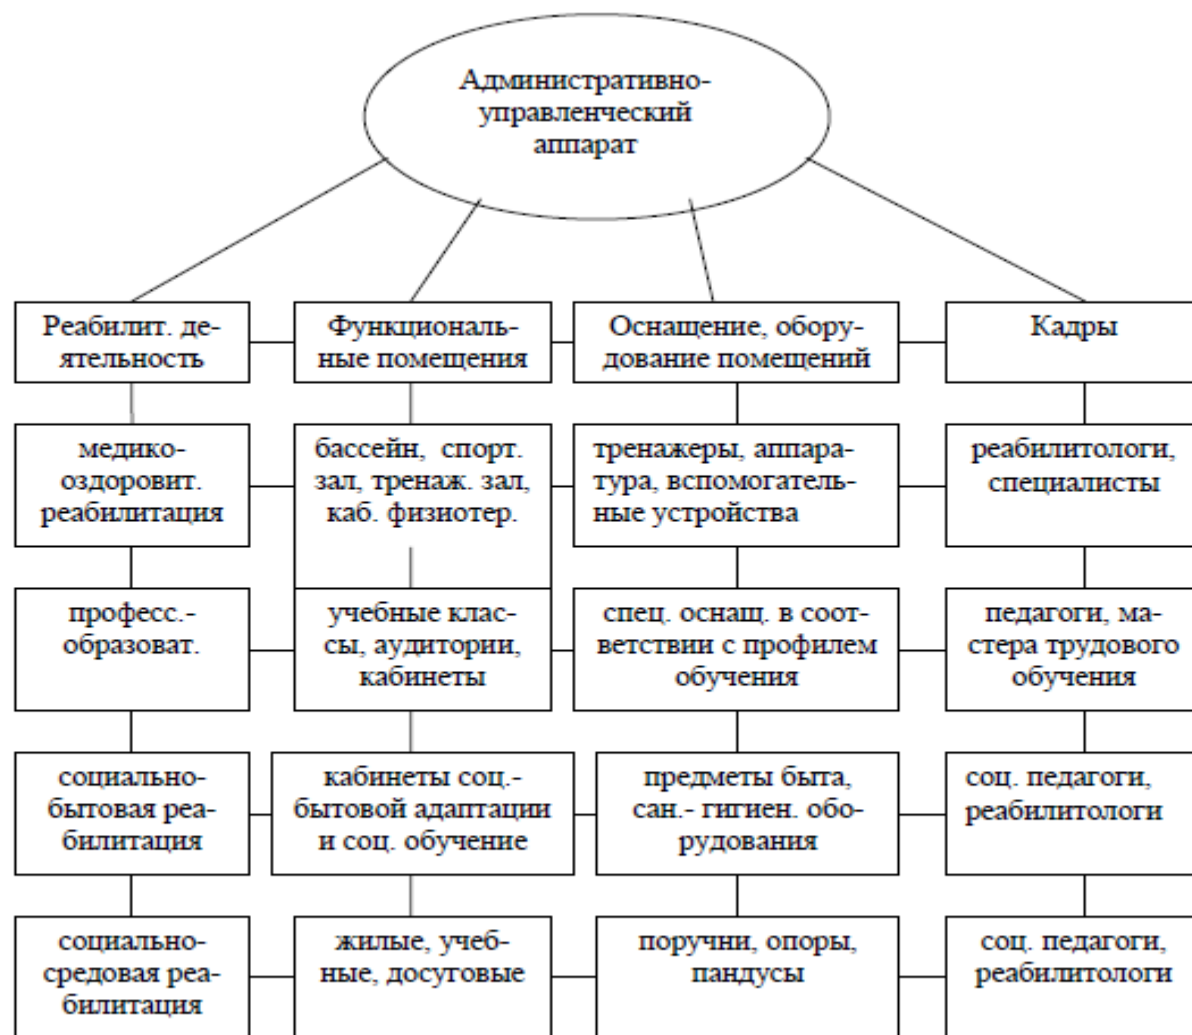 Административно-
управленческий
аппарат
Реабилит. де-
ятельность
Функциональ-
ные помещения
Оснащение, обору-
дование помещений
Кадры
медико-
оздоровит.
реабилитация
бассейн, спорт.
зал, тренаж. зал,
каб. физиотер.
тренажеры, аппара-
тура, вспомогатель-
ные устройства
реабилитологи,
специалисты
професс.-
образоват.
учебные клас-
сы, аудитории,
кабинеты
спец. оснащ. в соот-
ветствии с профилем
обучения
педагоги, ма-
стера трудового
обучения
социально-
бытовая реа-
билитация
кабинеты соц.-
бытовой адаптации
и соц. обучение
предметы быта,
сан.- гигиен. обо-
рудования
соц. педагоги,
реабилитологи
социально-
средовая реа-
билитация
жилые, учеб-
ные, досуговые
поручни, опоры,
пандусы
соц. педагоги,
реабилитологи